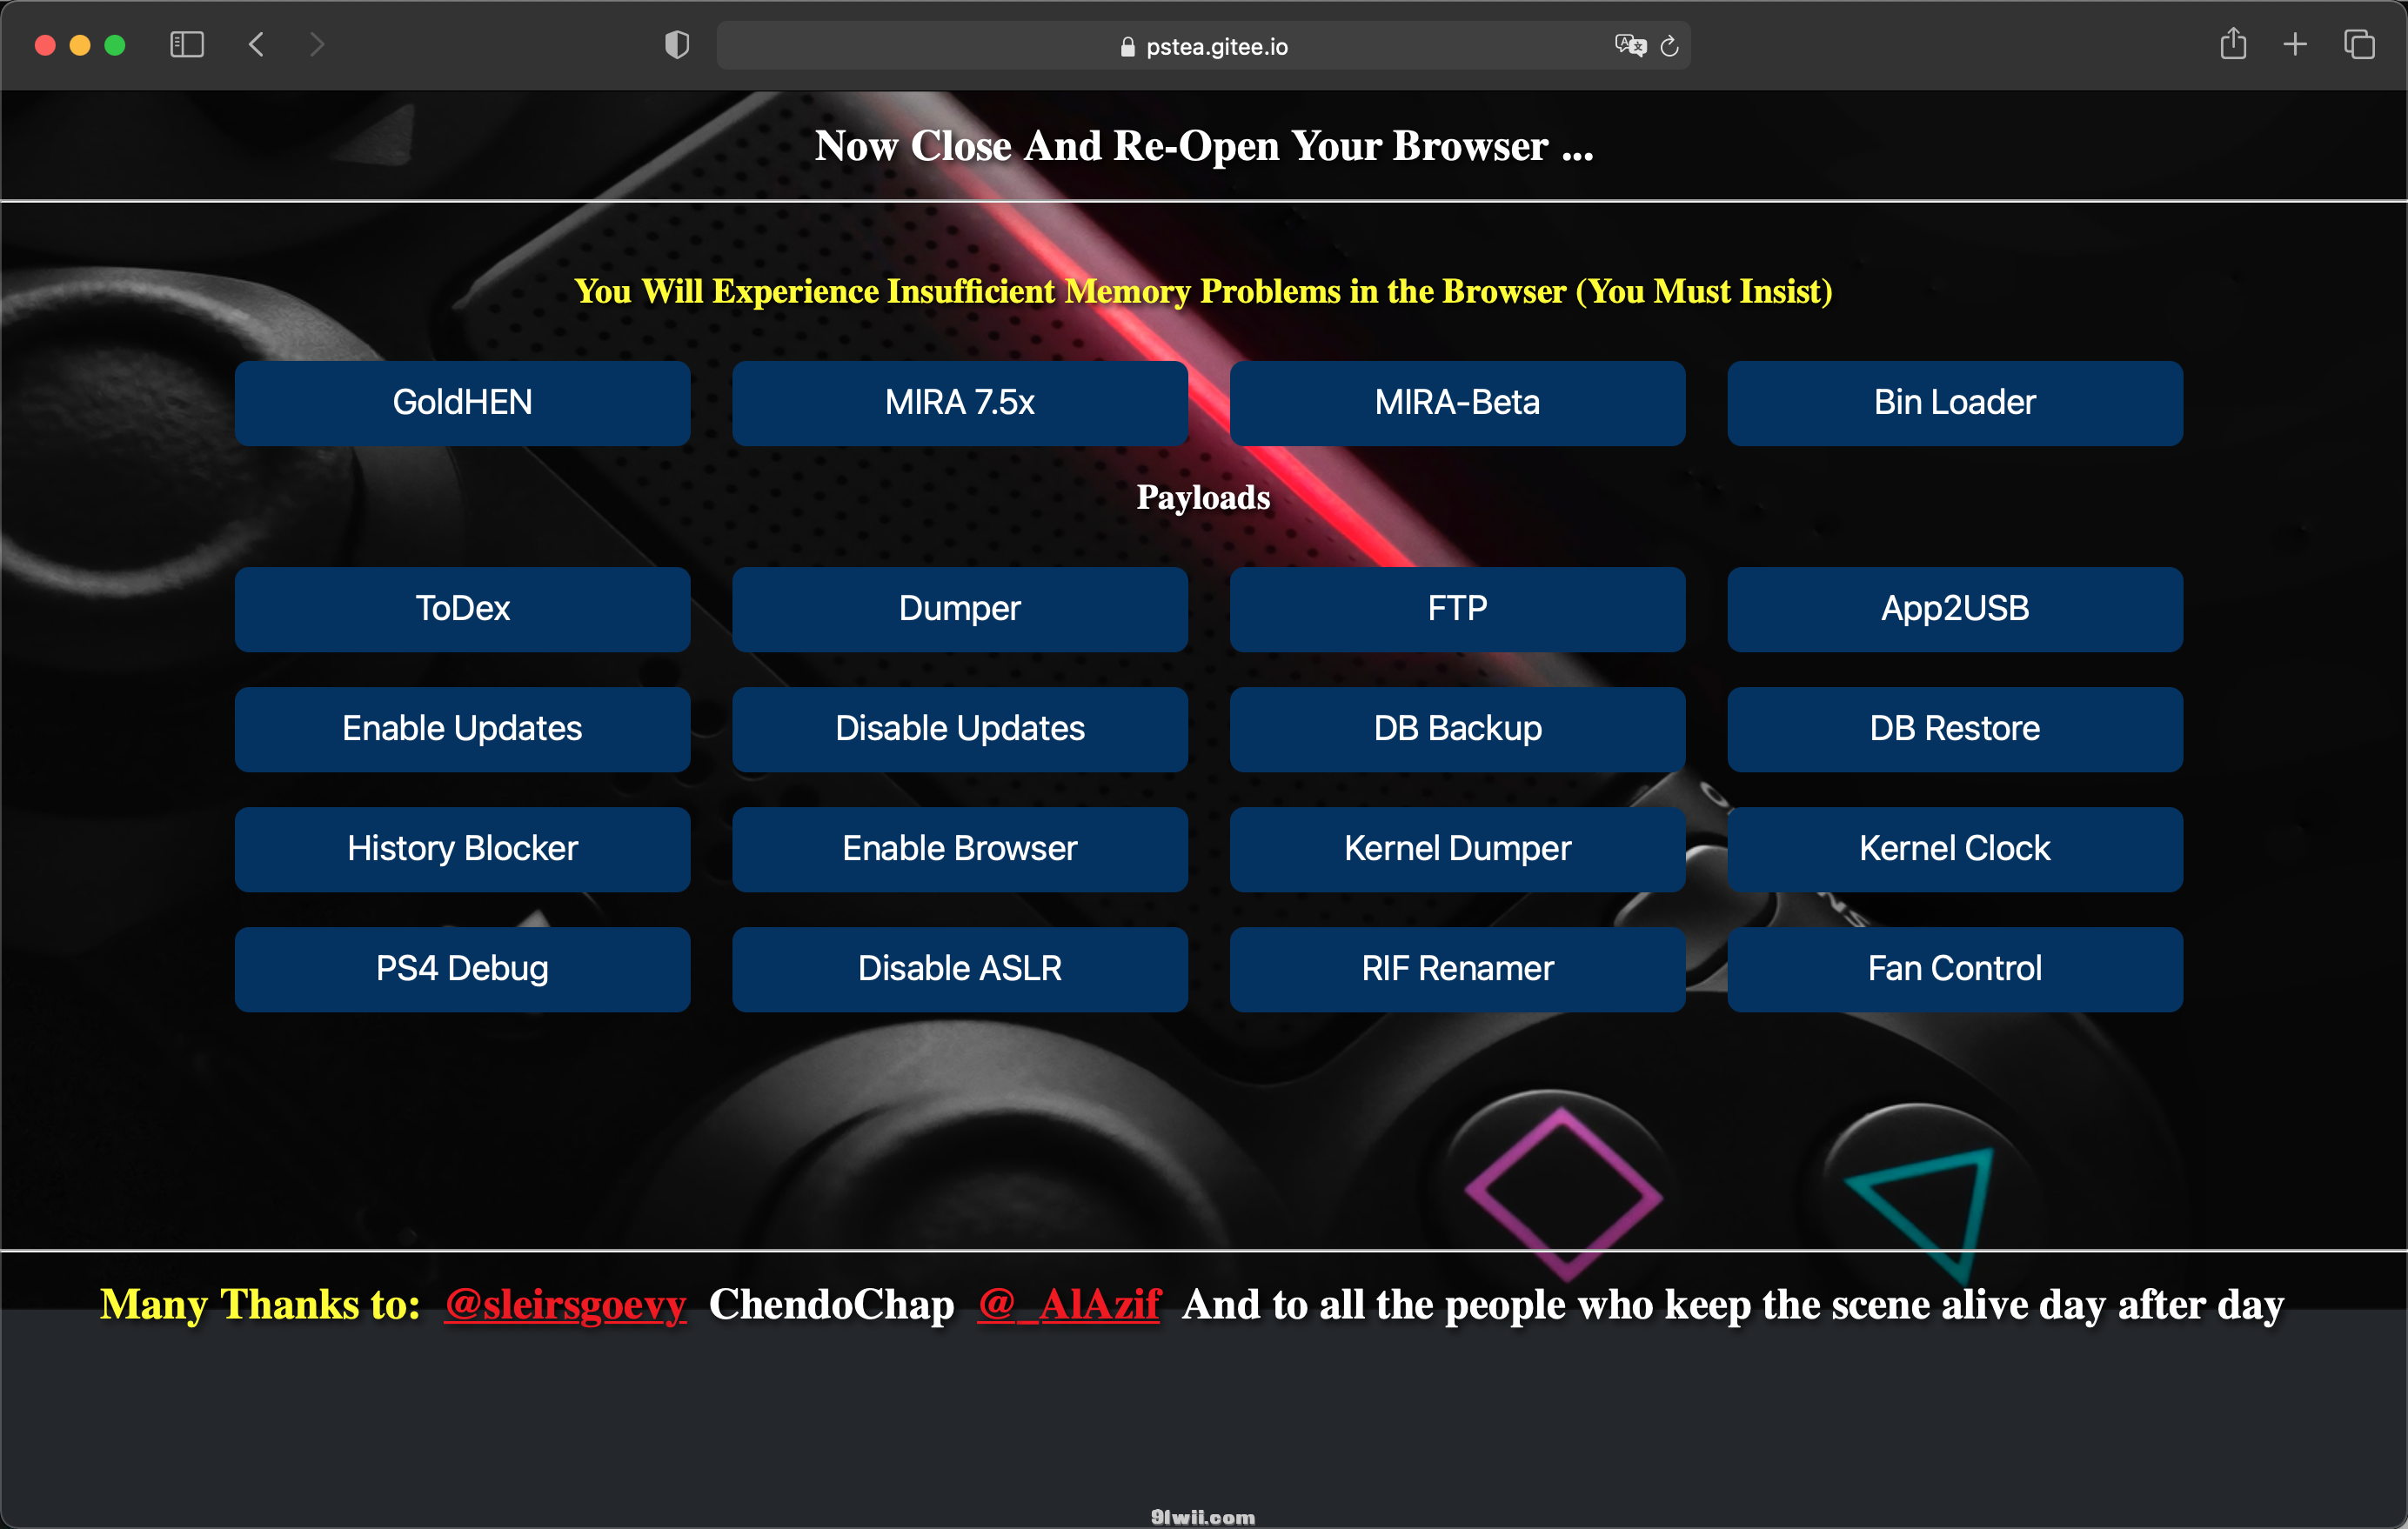 pstea.gitee.io
Now Close And Re-Open Your Browser ...
You Will Experience Insufficient Memory Problems in the Browser (You Must Insist)
GoldHEN MIRA 7.5x MIRA-Beta Bin Loader
Payloads
ToDex Dumper FTP App2USB
Enable Updates Disable Updates DB Backup DB Restore
History Blocker Enable Browser Kernel Dumper Kernel Clock
PS4 Debug Disable ASLR RIF Renamer Fan Control
Many Thanks to: @sleirsgoevy ChendoChap @_AlAzif And to all the people who keep the scene alive day after day
91wii.com